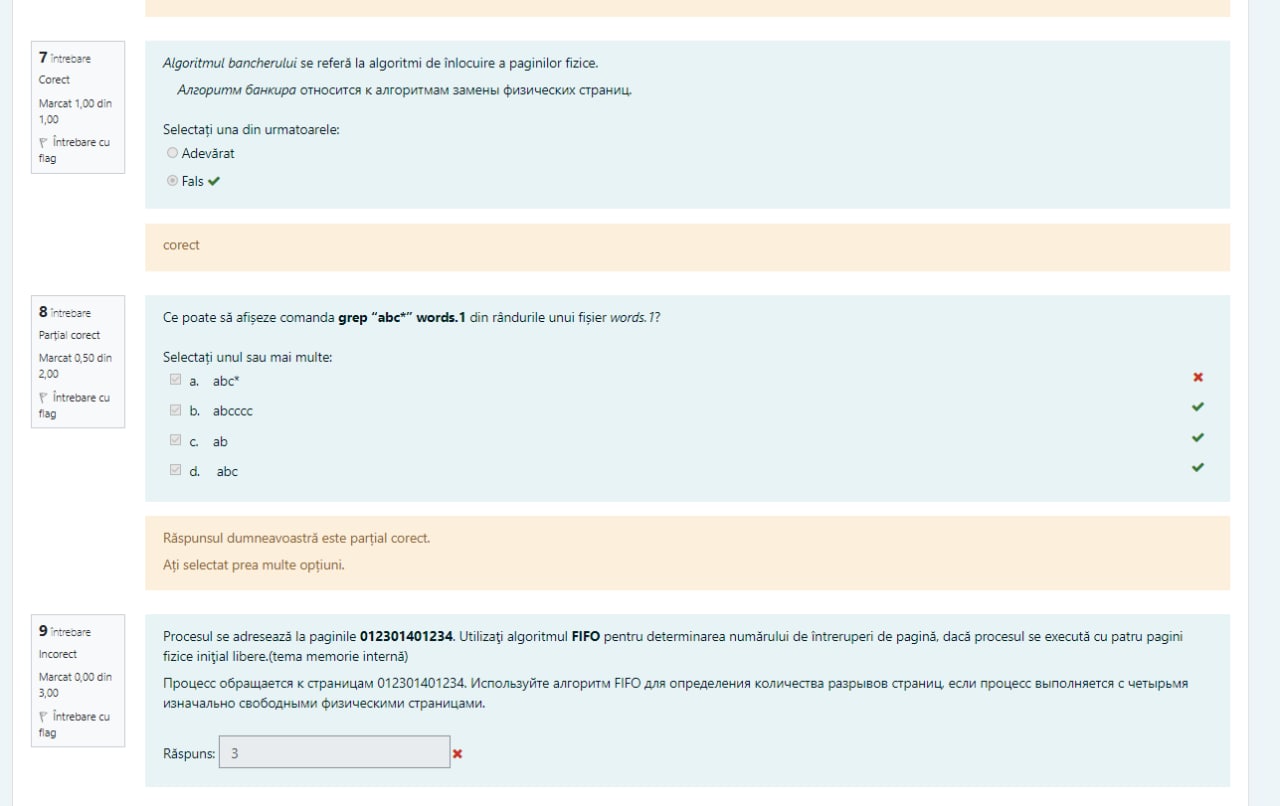 7 Întrebare
Corect
Marcat 1,00 din
1,00
Întrebare cu
flag
Algoritmul bancherului se referă la algoritmi de înlocuire a paginilor fizice.
Алгоритм банкира относится к алгоритмам замены физических страниц.
Selectați una din urmatoarele:
Adevărat
Fals
corect
8 Întrebare
Parțial corect
Marcat 0,50 din
2,00
Întrebare cu
flag
Ce poate să afișeze comanda grep “abc*” words.1 din rândurile unui fișier words.1?
Selectați unul sau mai multe:
a. abc*
b. abcccc
c. ab
d. abc
Răspunsul dumneavoastră este parțial corect.
Ați selectat prea multe opțiuni.
9 Întrebare
Incorect
Marcat 0,00 din
3,00
Întrebare cu
flag
Procesul se adresează la paginile 012301401234. Utilizaţi algoritmul FIFO pentru determinarea numărului de întreruperi de pagină, dacă procesul se execută cu patru pagini
fizice iniţial libere.(tema memorie internă)
Процесс обращается к страницам 012301401234. Используйте алгоритм FIFO для определения количества разрывов страниц, если процесс выполняется с четырьмя
изначально свободными физическими страницами.
Răspuns: 3